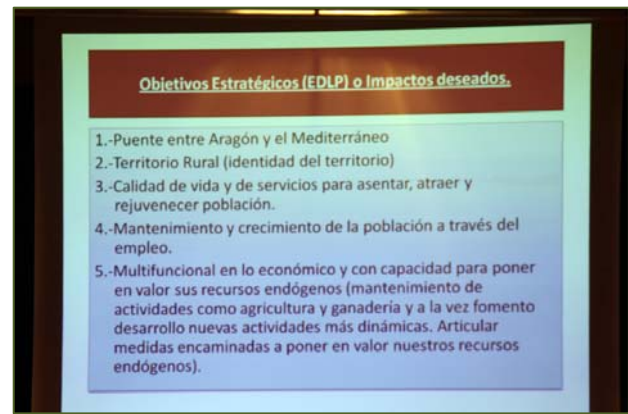 Objetivos Estratégicos (EDLP) o Impactos deseados.
1.-Puente entre Aragón y el Mediterráneo
2.-Territorio Rural (identidad del territorio)
3.-Calidad de vida y de servicios para asentar, atraer y
rejuvenecer población.
4.-Mantenimiento y crecimiento de la población a través del
empleo.
5.-Multifuncional en lo económico y con capacidad para poner
en valor sus recursos endógenos (mantenimiento de
actividades como agricultura y ganadería y a la vez fomento
desarrollo nuevas actividades más dinámicas. Articular
medidas encaminadas a poner en valor nuestros recursos
endógenos).